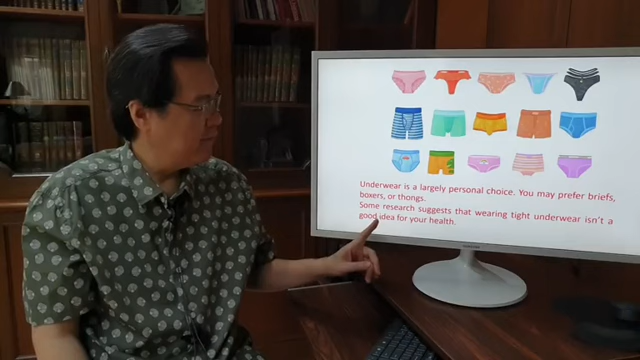 Underwear is a largely personal choice. You may prefer briefs,
boxers, or thongs.
Some research suggests that wearing tight underwear isn't a
good idea for your health.